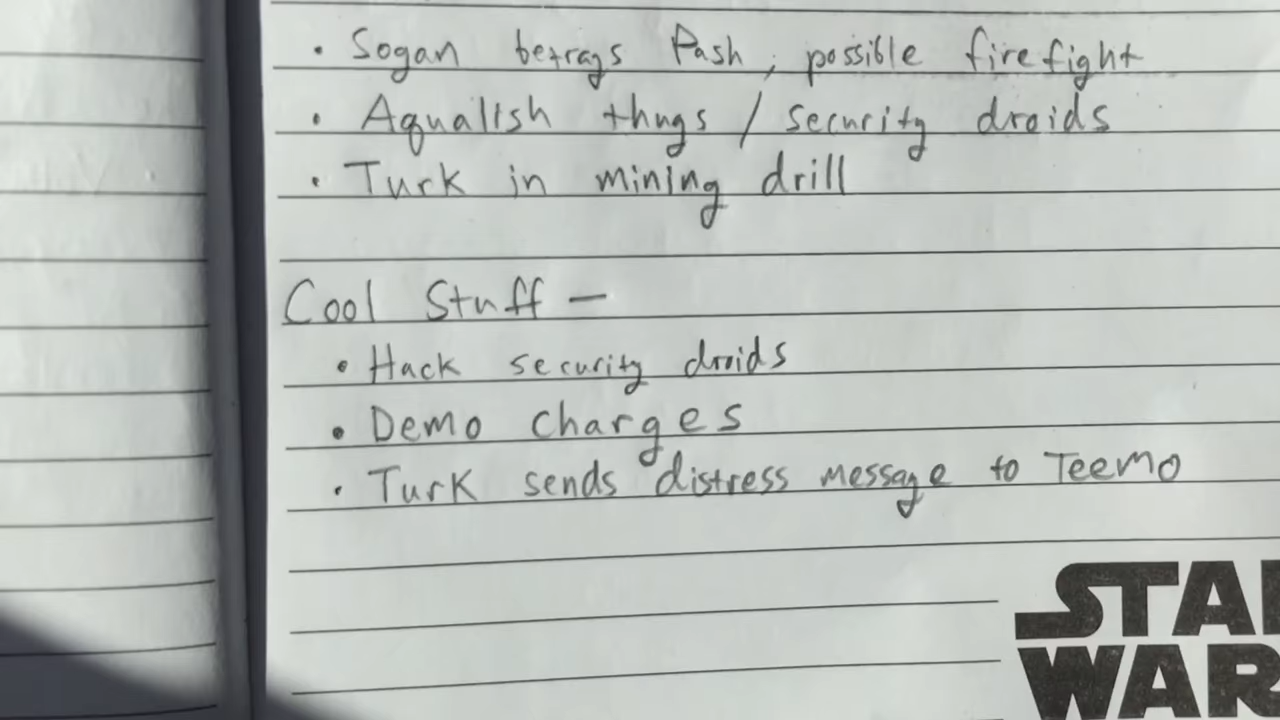 • Sogan betrays Pash, possible firefight
• Aqualish thugs / security droids
• Turk in mining drill
Cool Stuff —
• Hack security droids
• Demo charges
• Turk sends distress message to Teemo
STAR
WAR